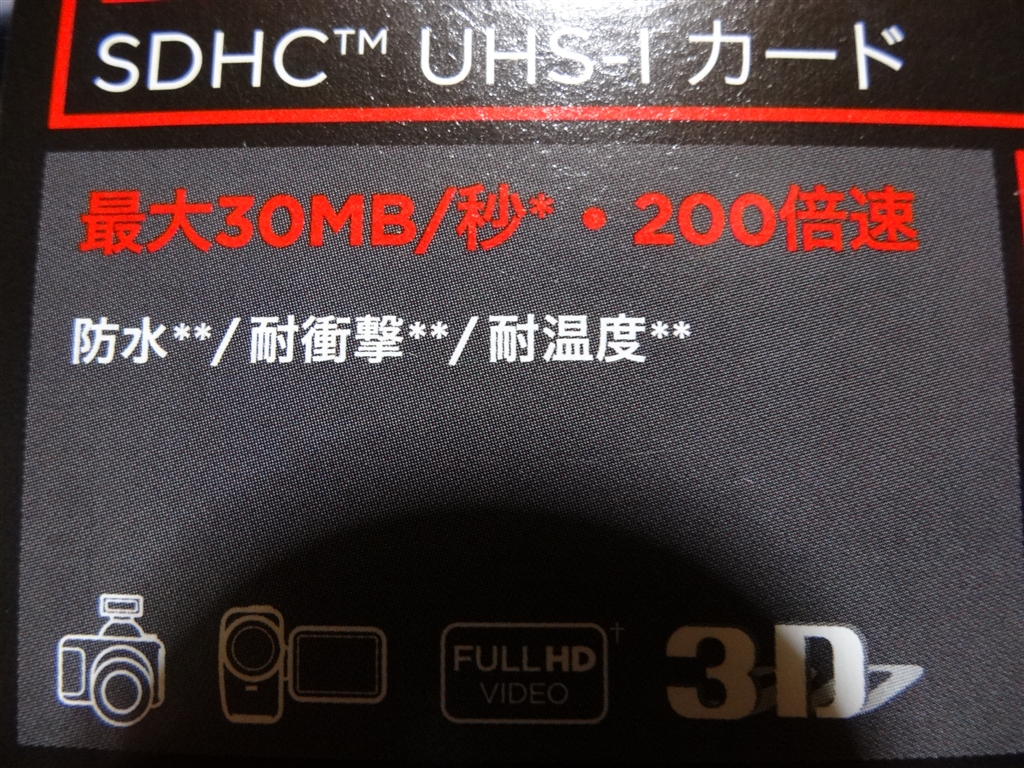 SDHC™ UHS-I カード
最大30MB/秒*・200倍速
防水**/耐衝撃**/耐温度**
FULL HD†
VIDEO
3D